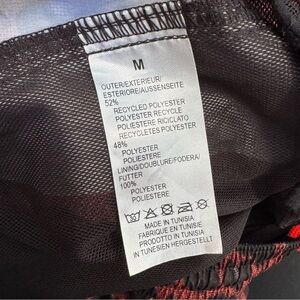 M
OUTER/EXTERIEUR/
ESTERIORE/AUSSENSEITE
52%
RECYCLED POLYESTER
POLYESTER RECYCLE
POLIESTERE RICICLATO
RECYCLETES POLYESTER
48%
POLYESTER
POLIESTERE
LINING/DOUBLURE/FODERA/
FUTTER
100%
POLYESTER
POLIESTERE
MADE IN TUNISIA
FABRIQUE EN TUNISIE
PRODOTTO IN TUNISIA
IN TUNESIEN HERGESTELLT